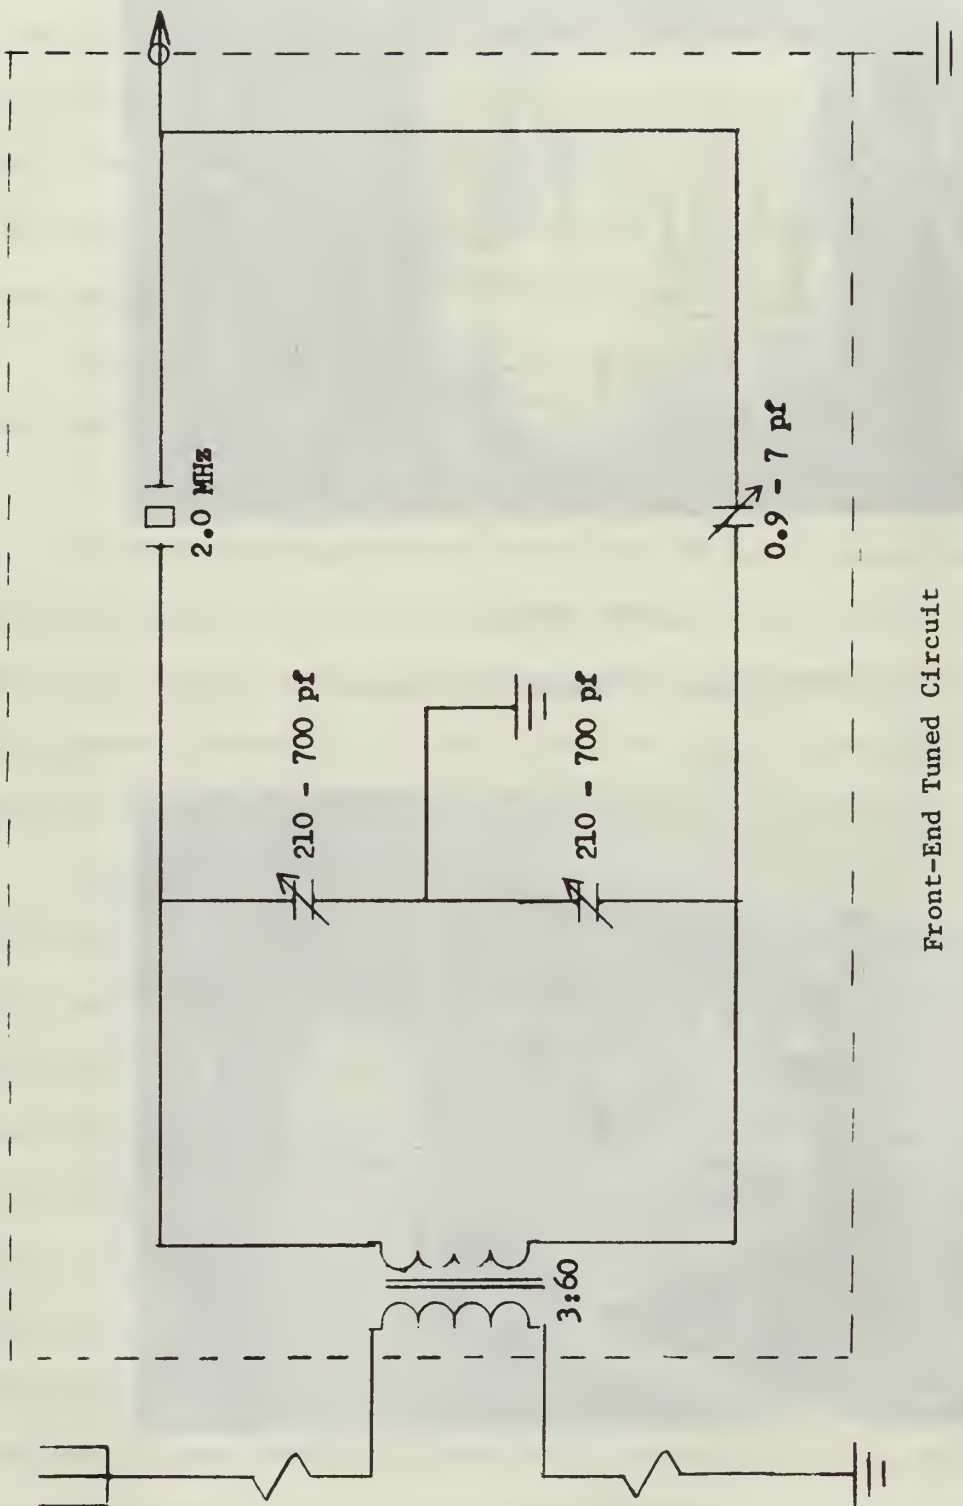 2.0 MHz
210 - 700 pf
210 - 700 pf
0.9 - 7 pf
3:60
Front-End Tuned Circuit